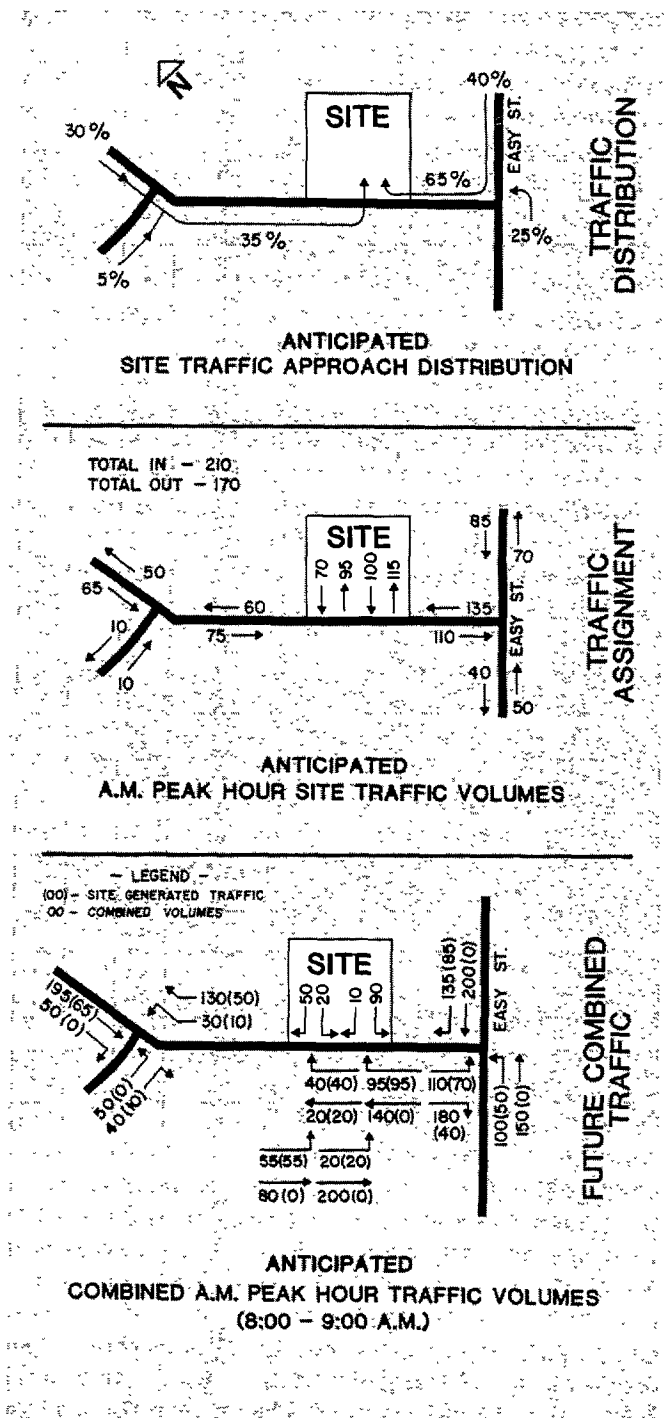 N
40%
SITE
30%
EASY ST.
65%
35%
25%
5%
TRAFFIC
DISTRIBUTION
ANTICIPATED
SITE TRAFFIC APPROACH DISTRIBUTION
TOTAL IN - 210
TOTAL OUT - 170
SITE
70 95 100 115
85
70
EASY ST.
50
65
60
135
75
110
10
10
40
50
TRAFFIC
ASSIGNMENT
ANTICIPATED
A.M. PEAK HOUR SITE TRAFFIC VOLUMES
- LEGEND -
(00) - SITE GENERATED TRAFFIC
00 - COMBINED VOLUMES
SITE
50 20 10 90
135(85)
200(0)
EASY ST.
195(65)
50(0)
130(50)
30(10)
50(0)
40(10)
40(40) 95(95) 110(70)
20(20) 140(0) 180
(40)
55(55) 20(20)
80(0) 200(0)
100(50)
150(0)
FUTURE COMBINED
TRAFFIC
ANTICIPATED
COMBINED A.M. PEAK HOUR TRAFFIC VOLUMES
(8:00 - 9:00 A.M.)